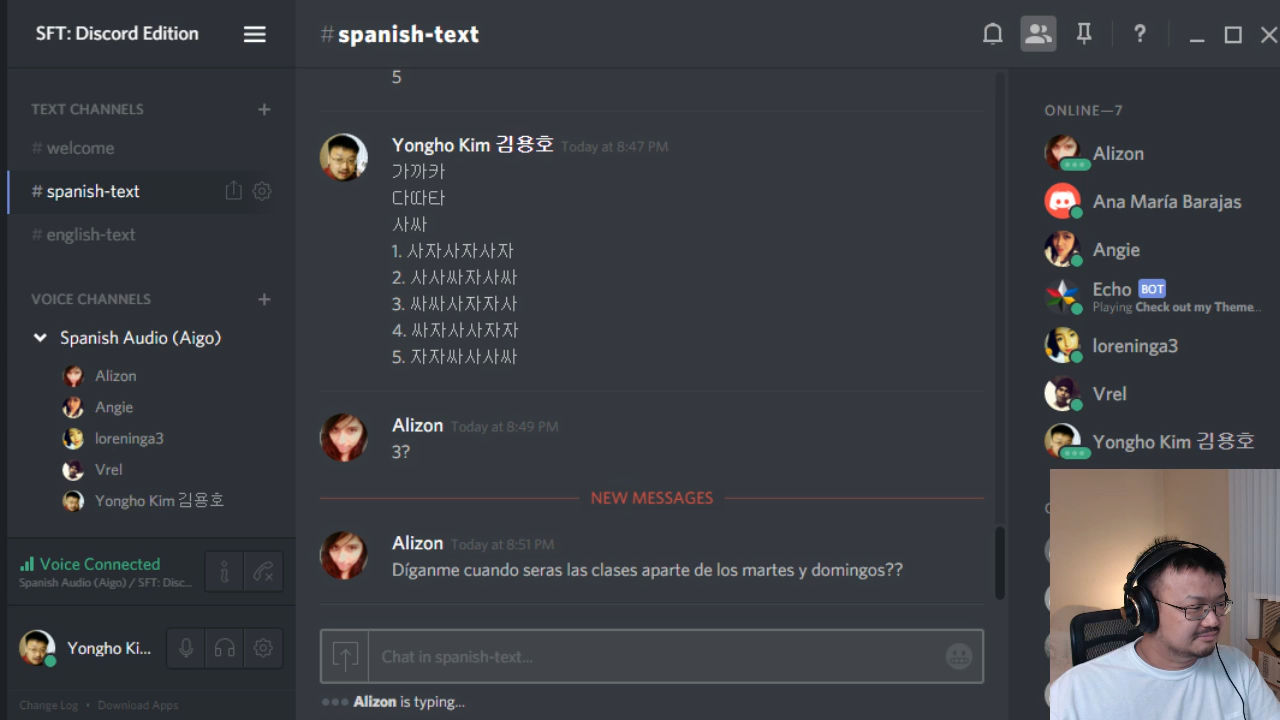 SFT: Discord Edition
TEXT CHANNELS
# welcome
# spanish-text
# english-text
VOICE CHANNELS
Spanish Audio (Aigo)
Alizon
Angie
loreninga3
Vrel
Yongho Kim 김용호
Voice Connected
Spanish Audio (Aigo) / SFT: Disc...
Yongho Ki...
Change Log • Download Apps
#spanish-text
5
Yongho Kim 김용호 Today at 8:47 PM
가까카
다따타
사싸
1. 사자사자사자
2. 사사싸자사싸
3. 싸싸사자자사
4. 싸자사사자자
5. 자자싸사사싸
Alizon Today at 8:49 PM
3?
NEW MESSAGES
Alizon Today at 8:51 PM
Díganme cuando seras las clases aparte de los martes y domingos??
Chat in spanish-text...
Alizon is typing...
ONLINE—7
Alizon
Ana María Barajas
Angie
Echo BOT
Playing Check out my Theme...
loreninga3
Vrel
Yongho Kim 김용호